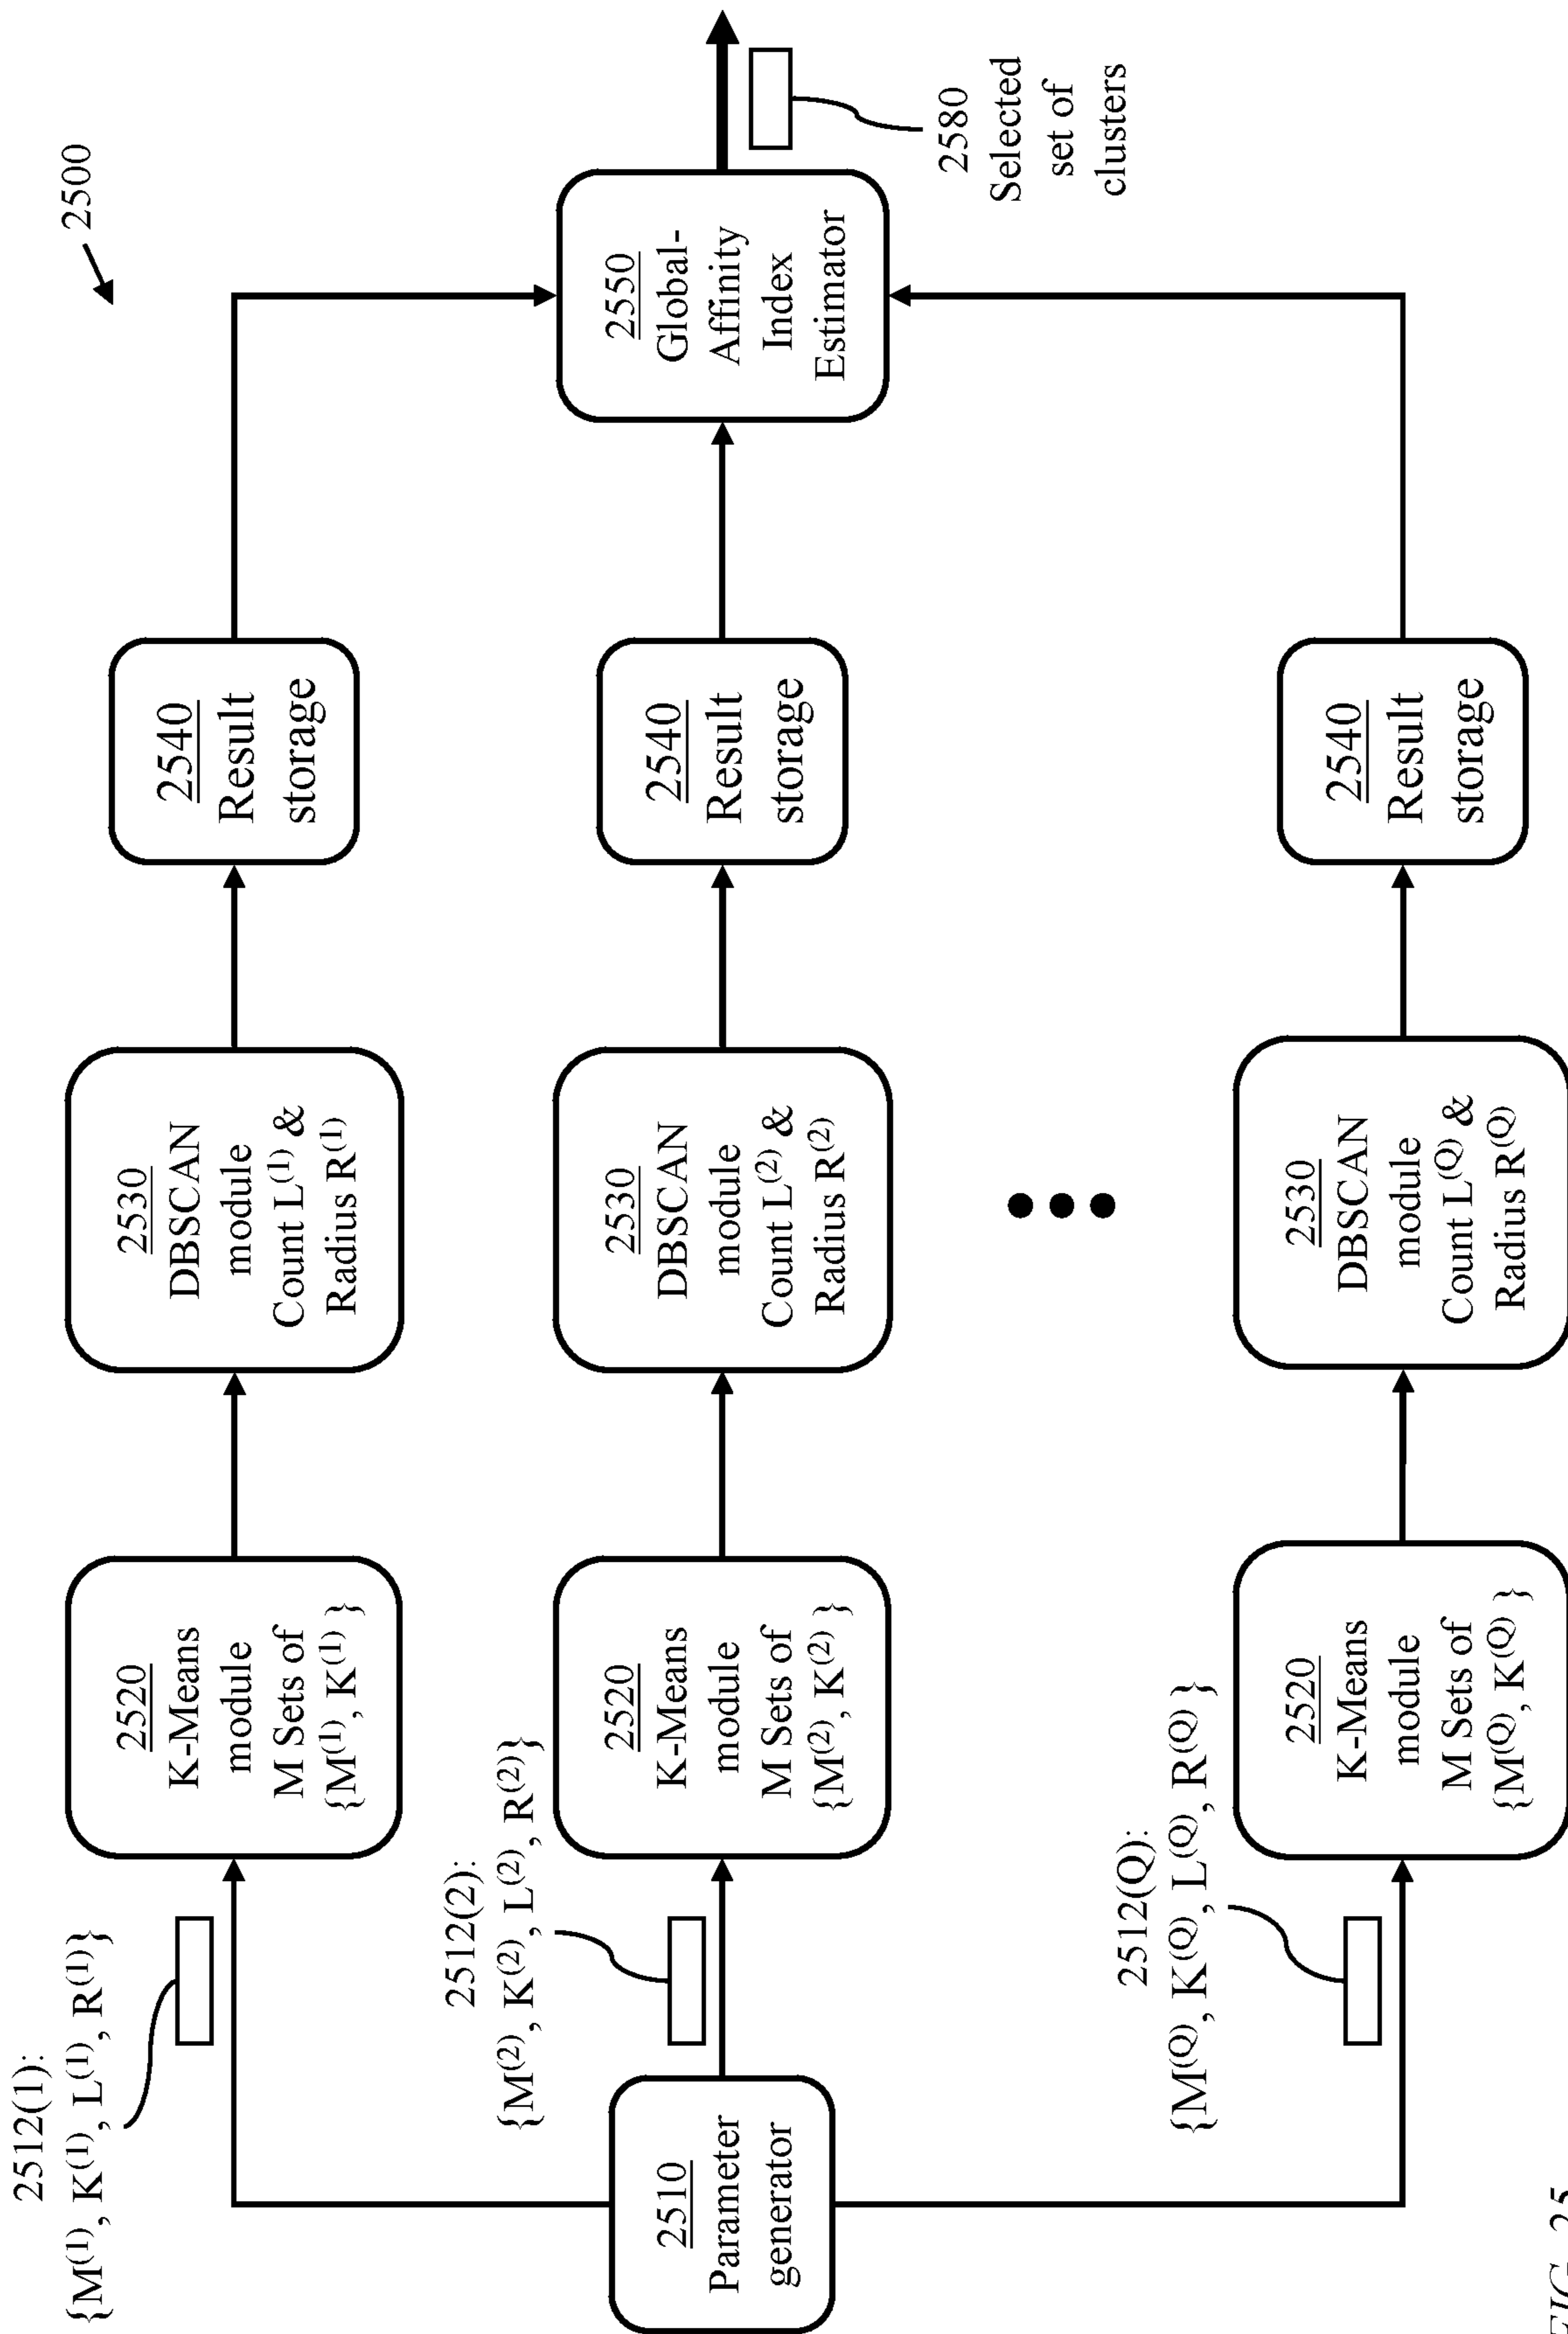 2500
2512(1):
{M(1), K(1), L(1), R(1)}
2520
K-Means
module
M Sets of
{M(1), K(1) }
2530
DBSCAN
module
Count L(1) &
Radius R(1)
2540
Result
storage
2510
Parameter
generator
2512(2):
{M(2), K(2), L(2), R(2)}
2520
K-Means
module
M Sets of
{M(2), K(2) }
2530
DBSCAN
module
Count L(2) &
Radius R(2)
2540
Result
storage
2550
Global-
Affinity
Index
Estimator
2580
Selected
set of
clusters
2512(Q):
{M(Q), K(Q), L(Q), R(Q) }
2520
K-Means
module
M Sets of
{M(Q), K(Q) }
2530
DBSCAN
module
Count L(Q) &
Radius R(Q)
2540
Result
storage
FIG. 25